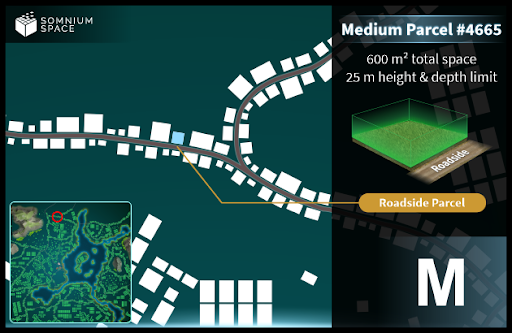 SOMNIUM
SPACE
Medium Parcel #4665
600 m² total space
25 m height & depth limit
Roadside
Roadside Parcel
M